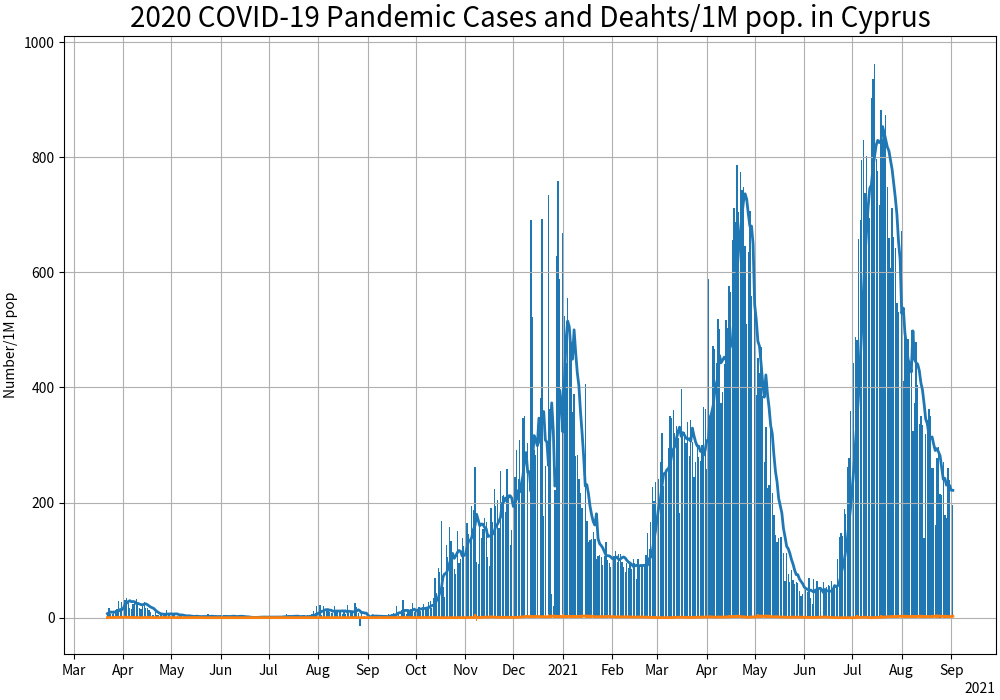 2020 COVID-19 Pandemic Cases and Deahts/1M pop. in Cyprus
Number/1M pop
1000
800
600
400
200
0
Mar Apr May Jun Jul Aug Sep Oct Nov Dec 2021 Feb Mar Apr May Jun Jul Aug Sep
2021